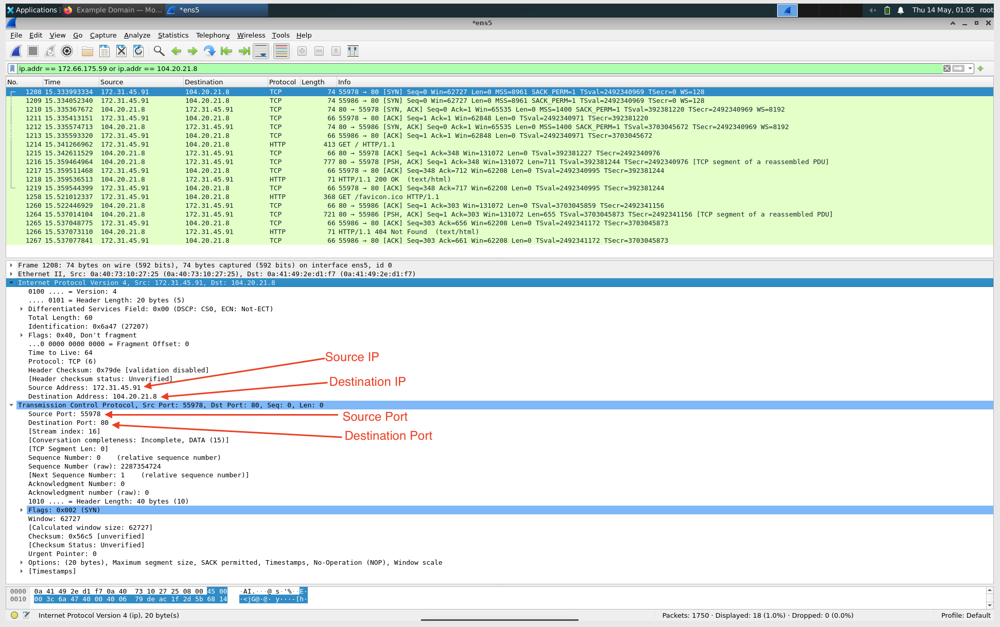 Applications
Example Domain — Mo...
*ens5
Thu 14 May, 01:05
root
*ens5
File Edit View Go Capture Analyze Statistics Telephony Wireless Tools Help
ip.addr == 172.66.175.59 or ip.addr == 104.20.21.8
No. Time Source Destination Protocol Length Info
1208 15.333993334 172.31.45.91 104.20.21.8 TCP 74 55978 → 80 [SYN] Seq=0 Win=62727 Len=0 MSS=8961 SACK_PERM=1 TSval=2492340969 TSecr=0 WS=128
1209 15.334052340 172.31.45.91 104.20.21.8 TCP 74 55986 → 80 [SYN] Seq=0 Win=62727 Len=0 MSS=8961 SACK_PERM=1 TSval=2492340969 TSecr=0 WS=128
1210 15.335367672 104.20.21.8 172.31.45.91 TCP 74 80 → 55978 [SYN, ACK] Seq=0 Ack=1 Win=65535 Len=0 MSS=1400 SACK_PERM=1 TSval=392381220 TSecr=2492340969 WS=8192
1211 15.335413151 172.31.45.91 104.20.21.8 TCP 66 55978 → 80 [ACK] Seq=1 Ack=1 Win=62848 Len=0 TSval=2492340971 TSecr=392381220
1212 15.335574713 104.20.21.8 172.31.45.91 TCP 74 80 → 55986 [SYN, ACK] Seq=0 Ack=1 Win=65535 Len=0 MSS=1400 SACK_PERM=1 TSval=3703045672 TSecr=2492340969 WS=8192
1213 15.335593320 172.31.45.91 104.20.21.8 TCP 66 55986 → 80 [ACK] Seq=1 Ack=1 Win=62848 Len=0 TSval=2492340971 TSecr=3703045672
1214 15.341266962 172.31.45.91 104.20.21.8 HTTP 413 GET / HTTP/1.1
1215 15.342611529 104.20.21.8 172.31.45.91 TCP 66 80 → 55978 [ACK] Seq=1 Ack=348 Win=131072 Len=0 TSval=392381227 TSecr=2492340976
1216 15.359464964 104.20.21.8 172.31.45.91 TCP 777 80 → 55978 [PSH, ACK] Seq=1 Ack=348 Win=131072 Len=711 TSval=392381244 TSecr=2492340976 [TCP segment of a reassembled PDU]
1217 15.359511468 172.31.45.91 104.20.21.8 TCP 66 55978 → 80 [ACK] Seq=348 Ack=712 Win=62208 Len=0 TSval=2492340995 TSecr=392381244
1218 15.359536513 104.20.21.8 172.31.45.91 HTTP 71 HTTP/1.1 200 OK (text/html)
1219 15.359544399 172.31.45.91 104.20.21.8 TCP 66 55978 → 80 [ACK] Seq=348 Ack=717 Win=62208 Len=0 TSval=2492340995 TSecr=392381244
1258 15.521012337 172.31.45.91 104.20.21.8 HTTP 368 GET /favicon.ico HTTP/1.1
1260 15.522446929 104.20.21.8 172.31.45.91 TCP 66 80 → 55986 [ACK] Seq=1 Ack=303 Win=131072 Len=0 TSval=3703045859 TSecr=2492341156
1264 15.537014104 104.20.21.8 172.31.45.91 TCP 721 80 → 55986 [PSH, ACK] Seq=1 Ack=303 Win=131072 Len=655 TSval=3703045873 TSecr=2492341156 [TCP segment of a reassembled PDU]
1265 15.537048775 172.31.45.91 104.20.21.8 TCP 66 55986 → 80 [ACK] Seq=303 Ack=656 Win=62208 Len=0 TSval=2492341172 TSecr=3703045873
1266 15.537073110 104.20.21.8 172.31.45.91 HTTP 71 HTTP/1.1 404 Not Found (text/html)
1267 15.537077841 172.31.45.91 104.20.21.8 TCP 66 55986 → 80 [ACK] Seq=303 Ack=661 Win=62208 Len=0 TSval=2492341172 TSecr=3703045873
Frame 1208: 74 bytes on wire (592 bits), 74 bytes captured (592 bits) on interface ens5, id 0
Ethernet II, Src: 0a:40:73:10:27:25 (0a:40:73:10:27:25), Dst: 0a:41:49:2e:d1:f7 (0a:41:49:2e:d1:f7)
Internet Protocol Version 4, Src: 172.31.45.91, Dst: 104.20.21.8
0100 .... = Version: 4
.... 0101 = Header Length: 20 bytes (5)
Differentiated Services Field: 0x00 (DSCP: CS0, ECN: Not-ECT)
Total Length: 60
Identification: 0x6a47 (27207)
Flags: 0x40, Don't fragment
...0 0000 0000 0000 = Fragment Offset: 0
Time to Live: 64
Source IP
Protocol: TCP (6)
Header Checksum: 0x79de [validation disabled]
[Header checksum status: Unverified]
Destination IP
Source Address: 172.31.45.91
Destination Address: 104.20.21.8
Transmission Control Protocol, Src Port: 55978, Dst Port: 80, Seq: 0, Len: 0
Source Port: 55978
Source Port
Destination Port: 80
[Stream index: 16]
Destination Port
[Conversation completeness: Incomplete, DATA (15)]
[TCP Segment Len: 0]
Sequence Number: 0 (relative sequence number)
Sequence Number (raw): 2287354724
[Next Sequence Number: 1 (relative sequence number)]
Acknowledgment Number: 0
Acknowledgment number (raw): 0
1010 .... = Header Length: 40 bytes (10)
Flags: 0x002 (SYN)
Window: 62727
[Calculated window size: 62727]
Checksum: 0x56c5 [unverified]
[Checksum Status: Unverified]
Urgent Pointer: 0
Options: (20 bytes), Maximum segment size, SACK permitted, Timestamps, No-Operation (NOP), Window scale
[Timestamps]
0000 0a 41 49 2e d1 f7 0a 40 73 10 27 25 08 00 45 00 ·AI.···@ s·'%··E·
0010 00 3c 6a 47 40 00 40 06 79 de ac 1f 2d 5b 68 14 ·<jG@·@· y···-[h·
Internet Protocol Version 4 (ip), 20 byte(s)
Packets: 1750 · Displayed: 18 (1.0%) · Dropped: 0 (0.0%)
Profile: Default